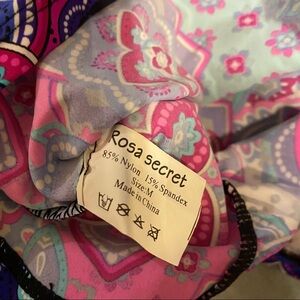 Rosa secret
85% Nylon 15% Spandex
Size:M
Made in China